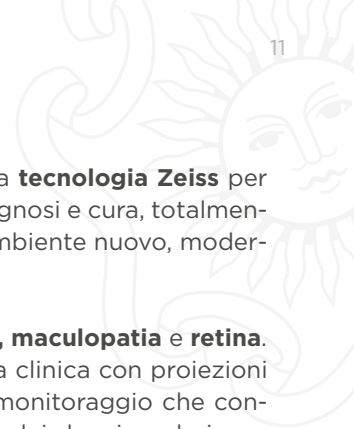 11
a tecnologia Zeiss per
gnosi e cura, totalmen-
mbiente nuovo, moder-
, maculopatia e retina.
a clinica con proiezioni
monitoraggio che con-